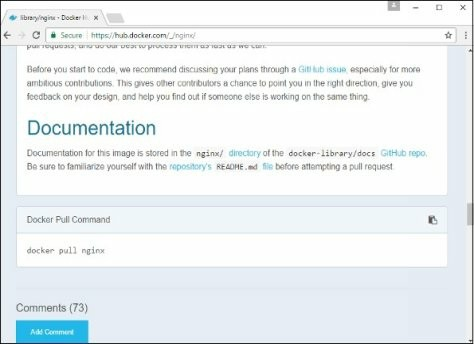 library/nginx - Docker H
Secure
https://hub.docker.com/_/nginx/
pull requests, and do our best to process them as fast as we can.
Before you start to code, we recommend discussing your plans through a GitHub issue, especially for more
ambitious contributions. This gives other contributors a chance to point you in the right direction, give you
feedback on your design, and help you find out if someone else is working on the same thing.
Documentation
Documentation for this image is stored in the nginx/ directory of the docker-library/docs GitHub repo.
Be sure to familiarize yourself with the repository's README.md file before attempting a pull request.
Docker Pull Command
docker pull nginx
Comments (73)
Add Comment